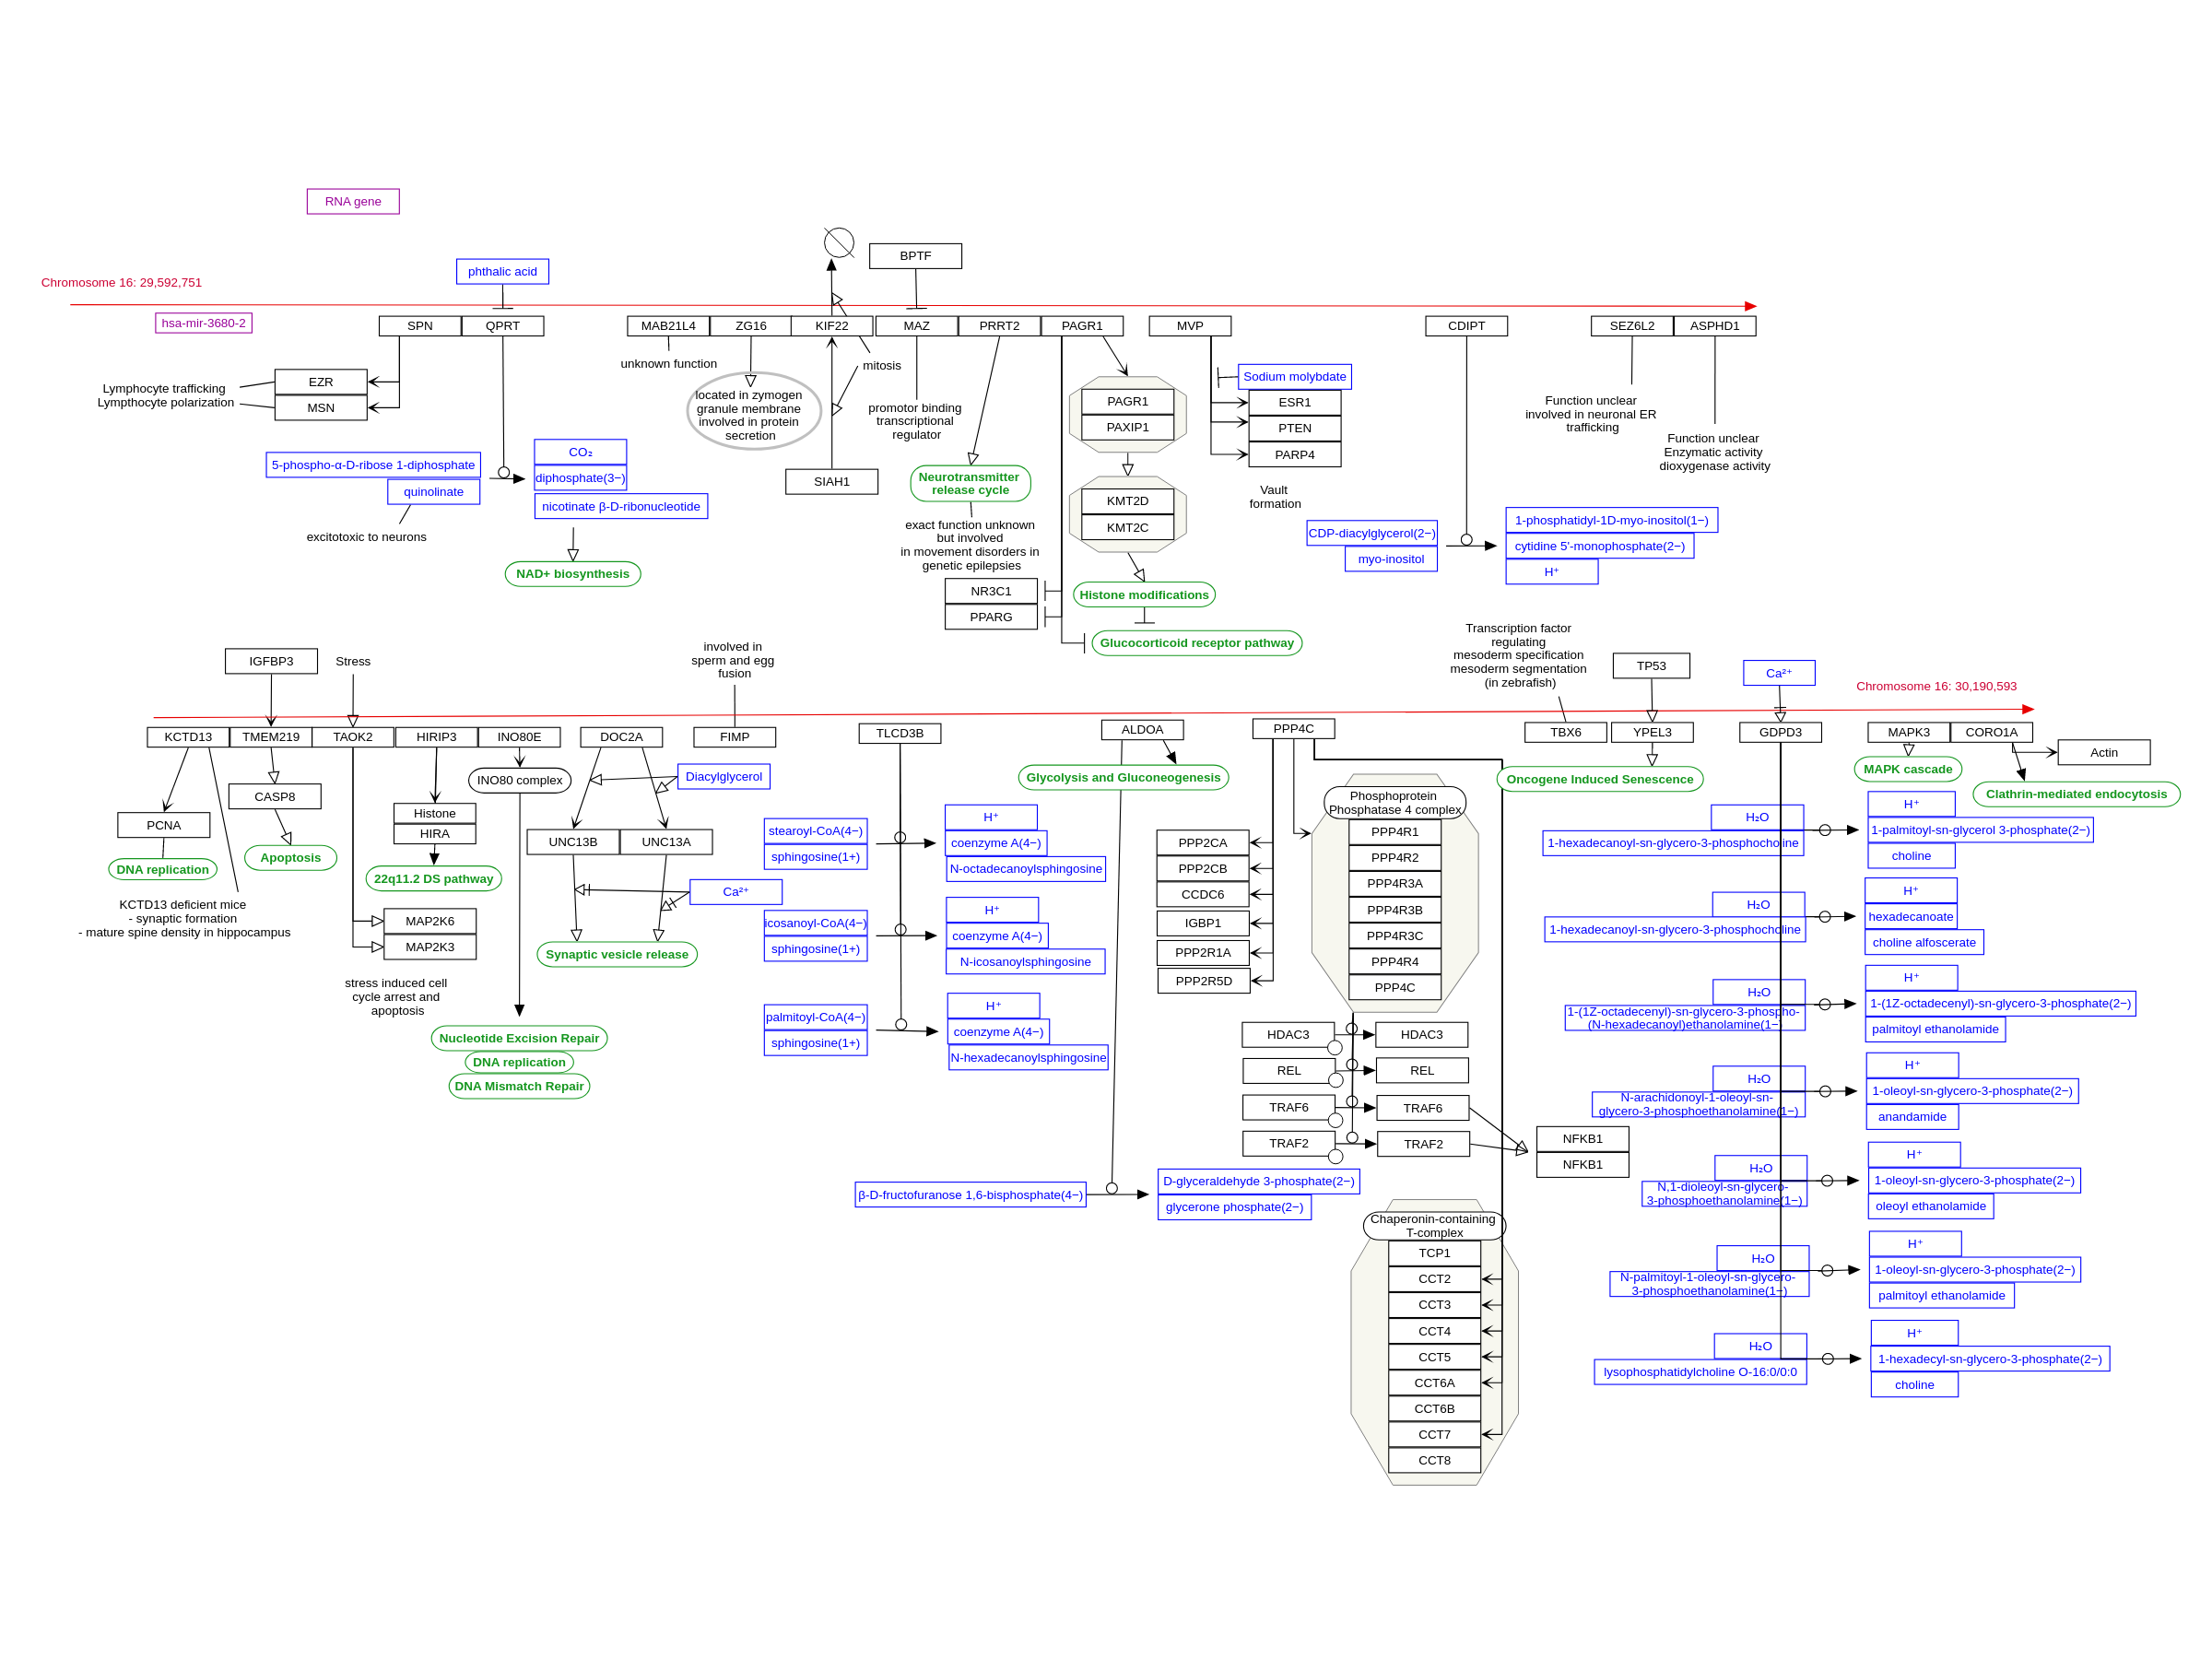 RNA gene
BPTF
phthalic acid
Chromosome 16: 29,592,751
hsa-mir-3680-2
SPN
QPRT
MAB21L4
ZG16
KIF22
MAZ
PRRT2
PAGR1
MVP
CDIPT
SEZ6L2
ASPHD1
unknown function
mitosis
EZR
MSN
Lymphocyte trafficking
Lympthocyte polarization
located in zymogen
granule membrane
involved in protein
secretion
promotor binding
transcriptional
regulator
PAGR1
PAXIP1
Sodium molybdate
ESR1
PTEN
PARP4
Function unclear
involved in neuronal ER
trafficking
Function unclear
Enzymatic activity
dioxygenase activity
5-phospho-α-D-ribose 1-diphosphate
quinolinate
CO₂
diphosphate(3−)
nicotinate β-D-ribonucleotide
SIAH1
Neurotransmitter
release cycle
KMT2D
KMT2C
Vault
formation
excitotoxic to neurons
NAD+ biosynthesis
exact function unknown
but involved
in movement disorders in
genetic epilepsies
CDP-diacylglycerol(2−)
myo-inositol
1-phosphatidyl-1D-myo-inositol(1−)
cytidine 5'-monophosphate(2−)
H⁺
NR3C1
PPARG
Histone modifications
Glucocorticoid receptor pathway
IGFBP3
Stress
involved in
sperm and egg
fusion
Transcription factor
regulating
mesoderm specification
mesoderm segmentation
(in zebrafish)
TP53
Ca²⁺
Chromosome 16: 30,190,593
KCTD13
TMEM219
TAOK2
HIRIP3
INO80E
DOC2A
FIMP
TLCD3B
ALDOA
PPP4C
TBX6
YPEL3
GDPD3
MAPK3
CORO1A
Actin
INO80 complex
Diacylglycerol
Glycolysis and Gluconeogenesis
Oncogene Induced Senescence
MAPK cascade
Clathrin-mediated endocytosis
CASP8
PCNA
Histone
HIRA
UNC13B
UNC13A
DNA replication
Apoptosis
22q11.2 DS pathway
Ca²⁺
KCTD13 deficient mice
- synaptic formation
- mature spine density in hippocampus
MAP2K6
MAP2K3
Synaptic vesicle release
stress induced cell
cycle arrest and
apoptosis
Nucleotide Excision Repair
DNA replication
DNA Mismatch Repair
stearoyl-CoA(4−)
sphingosine(1+)
H⁺
coenzyme A(4−)
N-octadecanoylsphingosine
icosanoyl-CoA(4−)
sphingosine(1+)
H⁺
coenzyme A(4−)
N-icosanoylsphingosine
palmitoyl-CoA(4−)
sphingosine(1+)
H⁺
coenzyme A(4−)
N-hexadecanoylsphingosine
β-D-fructofuranose 1,6-bisphosphate(4−)
D-glyceraldehyde 3-phosphate(2−)
glycerone phosphate(2−)
PPP2CA
PPP2CB
CCDC6
IGBP1
PPP2R1A
PPP2R5D
Phosphoprotein
Phosphatase 4 complex
PPP4R1
PPP4R2
PPP4R3A
PPP4R3B
PPP4R3C
PPP4R4
PPP4C
HDAC3
HDAC3
REL
REL
TRAF6
TRAF6
TRAF2
TRAF2
NFKB1
NFKB1
Chaperonin-containing
T-complex
TCP1
CCT2
CCT3
CCT4
CCT5
CCT6A
CCT6B
CCT7
CCT8
H₂O
1-hexadecanoyl-sn-glycero-3-phosphocholine
H⁺
1-palmitoyl-sn-glycerol 3-phosphate(2−)
choline
H₂O
1-hexadecanoyl-sn-glycero-3-phosphocholine
H⁺
hexadecanoate
choline alfoscerate
H₂O
1-(1Z-octadecenyl)-sn-glycero-3-phospho-
(N-hexadecanoyl)ethanolamine(1−)
H⁺
1-(1Z-octadecenyl)-sn-glycero-3-phosphate(2−)
palmitoyl ethanolamide
H₂O
N-arachidonoyl-1-oleoyl-sn-
glycero-3-phosphoethanolamine(1−)
H⁺
1-oleoyl-sn-glycero-3-phosphate(2−)
anandamide
H₂O
N,1-dioleoyl-sn-glycero-
3-phosphoethanolamine(1−)
H⁺
1-oleoyl-sn-glycero-3-phosphate(2−)
oleoyl ethanolamide
H₂O
N-palmitoyl-1-oleoyl-sn-glycero-
3-phosphoethanolamine(1−)
H⁺
1-oleoyl-sn-glycero-3-phosphate(2−)
palmitoyl ethanolamide
H₂O
lysophosphatidylcholine O-16:0/0:0
H⁺
1-hexadecyl-sn-glycero-3-phosphate(2−)
choline